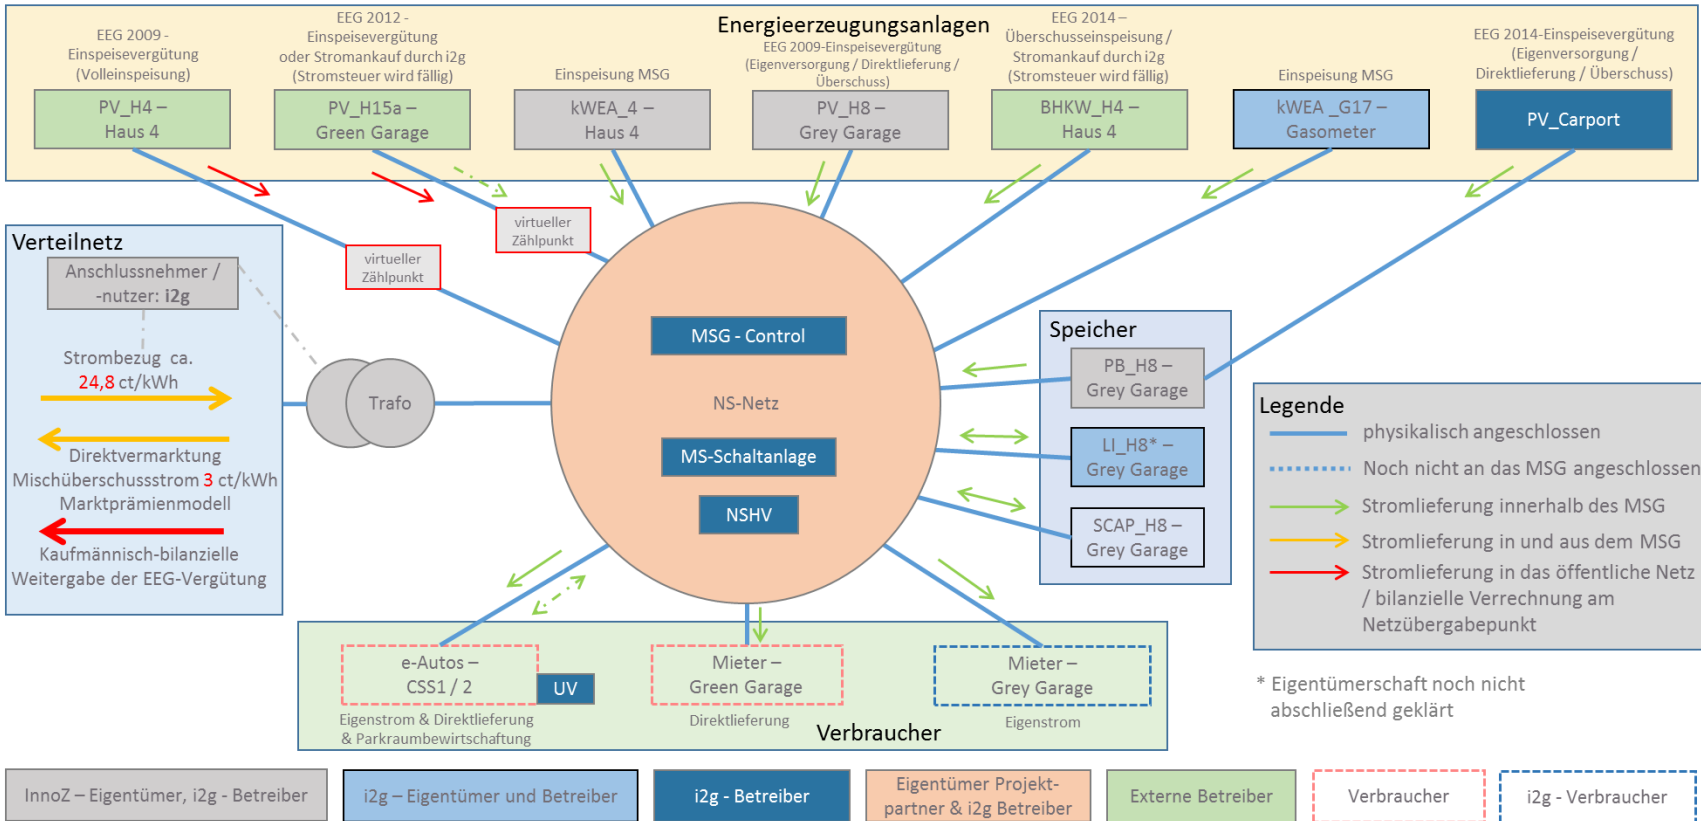 Energieerzeugungsanlagen
EEG 2009 -
Einspeisevergütung
(Volleinspeisung)
PV_H4 –
Haus 4
EEG 2012 -
Einspeisevergütung
oder Stromankauf durch i2g
(Stromsteuer wird fällig)
PV_H15a –
Green Garage
Einspeisung MSG
kWEA_4 –
Haus 4
EEG 2009-Einspeisevergütung
(Eigenversorgung / Direktlieferung /
Überschuss)
PV_H8 –
Grey Garage
EEG 2014 –
Überschusseinspeisung /
Stromankauf durch i2g
(Stromsteuer wird fällig)
BHKW_H4 –
Haus 4
Einspeisung MSG
kWEA _G17 –
Gasometer
EEG 2014-Einspeisevergütung
(Eigenversorgung /
Direktlieferung / Überschuss)
PV_Carport
virtueller
Zählpunkt
virtueller
Zählpunkt
Verteilnetz
Anschlussnehmer /
-nutzer: i2g
Strombezug ca.
24,8 ct/kWh
Direktvermarktung
Mischüberschussstrom 3 ct/kWh
Marktprämienmodell
Kaufmännisch-bilanzielle
Weitergabe der EEG-Vergütung
Trafo
MSG - Control
NS-Netz
MS-Schaltanlage
NSHV
Speicher
PB_H8 –
Grey Garage
LI_H8* –
Grey Garage
SCAP_H8 –
Grey Garage
Legende
physikalisch angeschlossen
Noch nicht an das MSG angeschlossen
Stromlieferung innerhalb des MSG
Stromlieferung in und aus dem MSG
Stromlieferung in das öffentliche Netz
/ bilanzielle Verrechnung am
Netzübergabepunkt
* Eigentümerschaft noch nicht
abschließend geklärt
e-Autos –
CSS1 / 2
UV
Eigenstrom & Direktlieferung
& Parkraumbewirtschaftung
Mieter –
Green Garage
Direktlieferung
Mieter –
Grey Garage
Eigenstrom
Verbraucher
InnoZ – Eigentümer, i2g - Betreiber
i2g – Eigentümer und Betreiber
i2g - Betreiber
Eigentümer Projekt-
partner & i2g Betreiber
Externe Betreiber
Verbraucher
i2g - Verbraucher